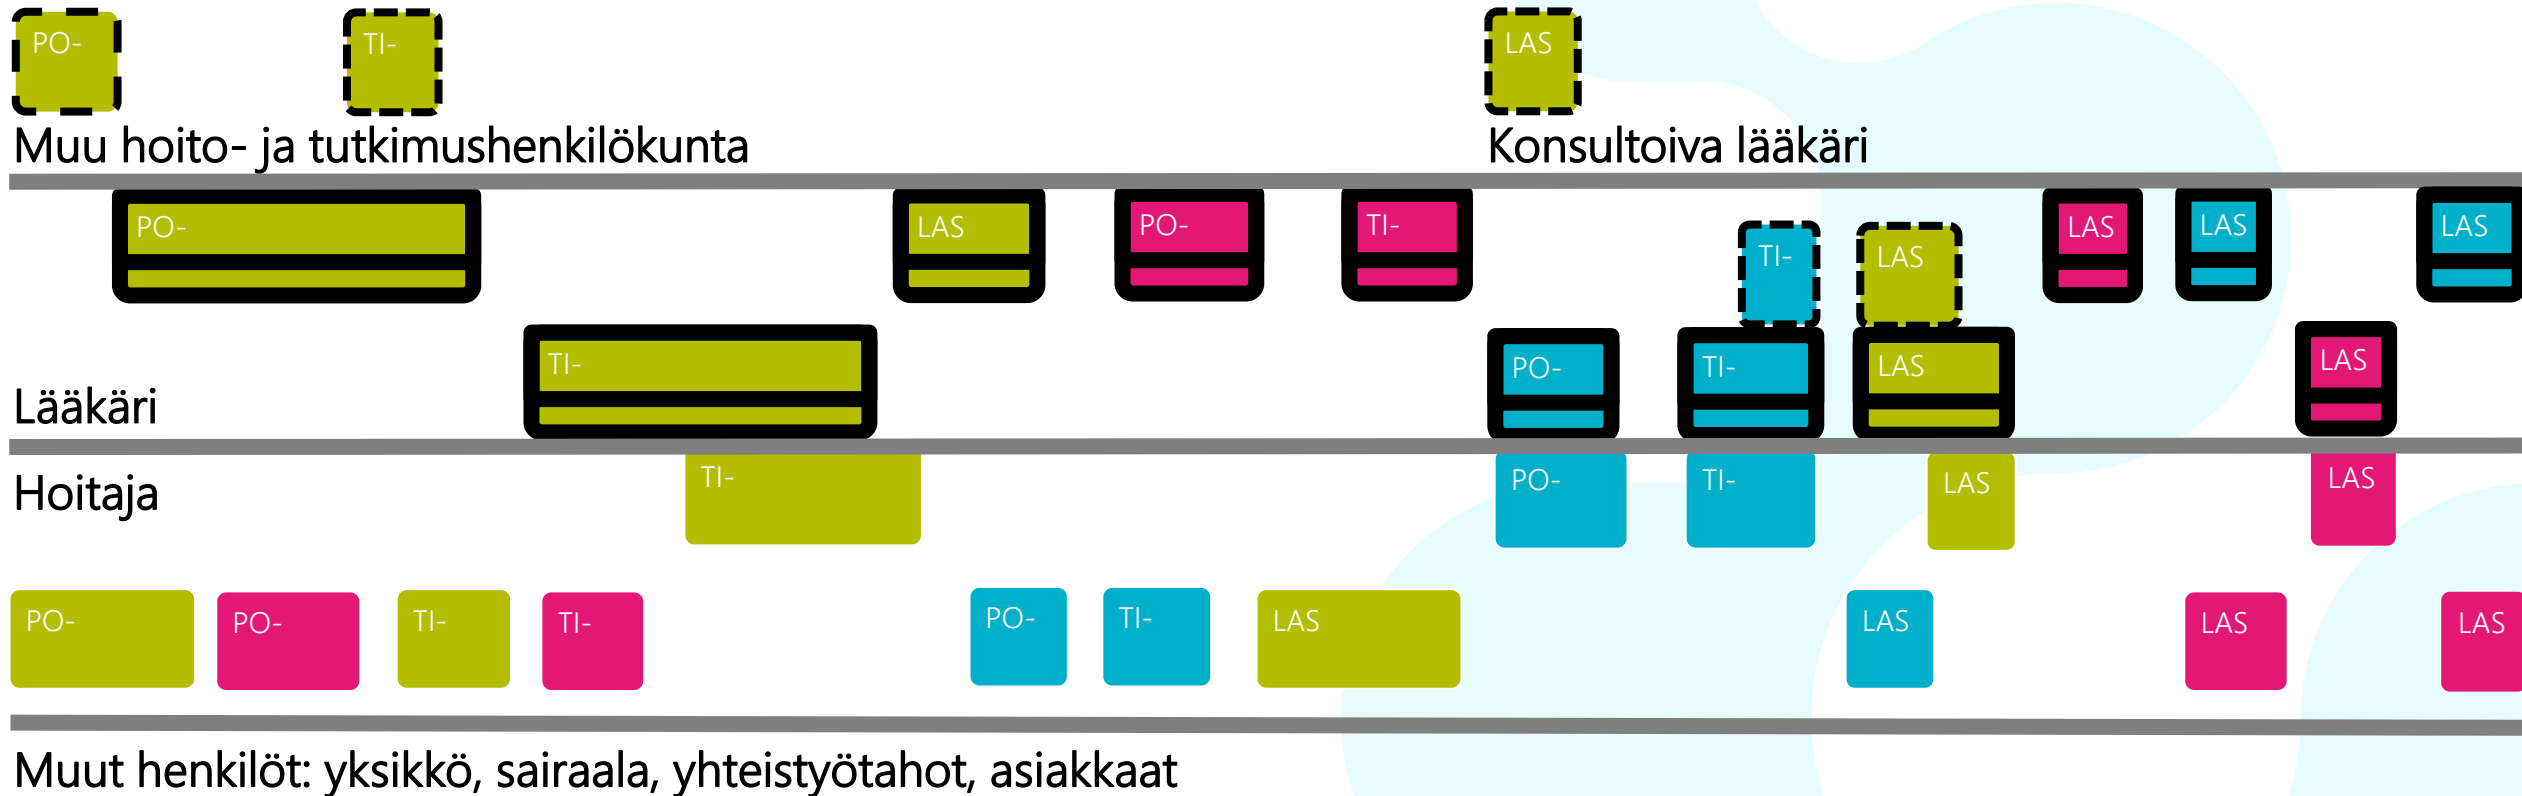 PO-
TI-
LAS
Muu hoito- ja tutkimushenkilökunta
Konsultoiva lääkäri
PO-
LAS
PO-
TI-
TI-
LAS
LAS
LAS
LAS
TI-
PO-
TI-
LAS
LAS
Lääkäri
Hoitaja
TI-
PO-
TI-
LAS
LAS
PO-
PO-
TI-
TI-
PO-
TI-
LAS
LAS
LAS
LAS
Muut henkilöt: yksikkö, sairaala, yhteistyötahot, asiakkaat